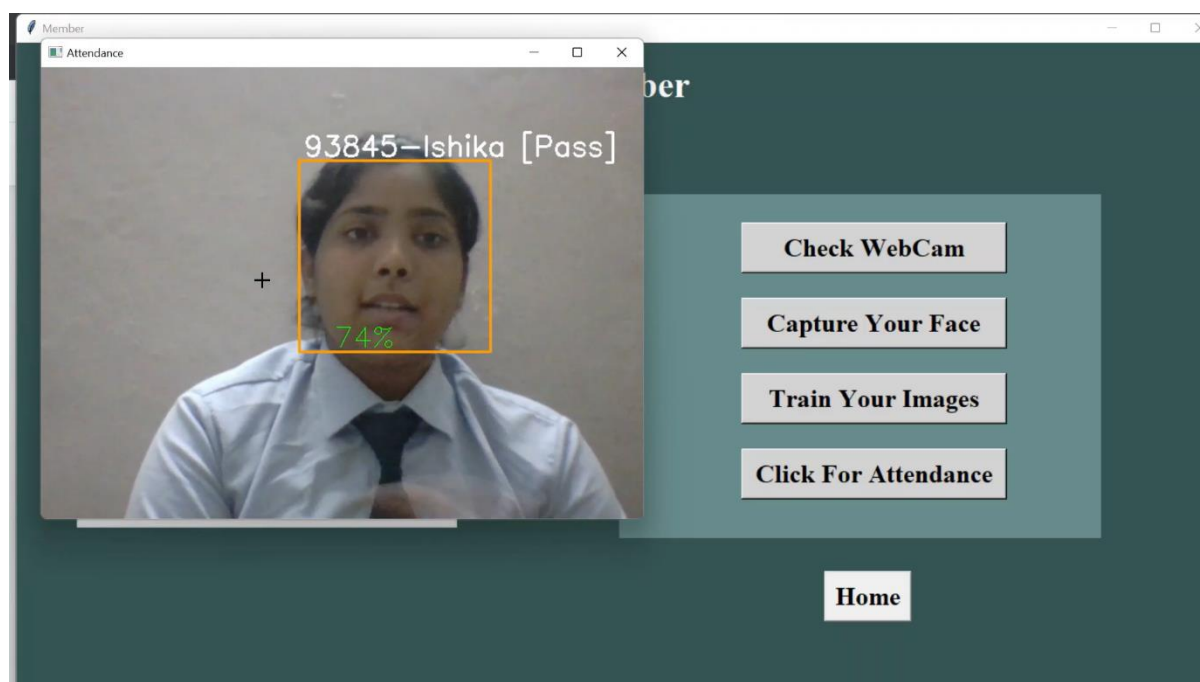 Member
Attendance
ber
93845-Ishika [Pass]
74%
Check WebCam
Capture Your Face
Train Your Images
Click For Attendance
Home